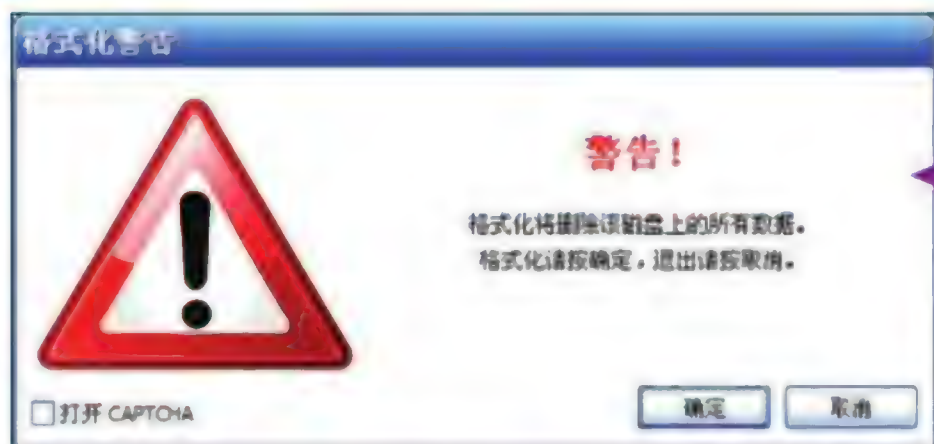 格式化警告
警告！
格式化将删除该磁盘上的所有数据。
格式化请按确定，退出请按取消。
打开 CAPTCHA
确定
取消